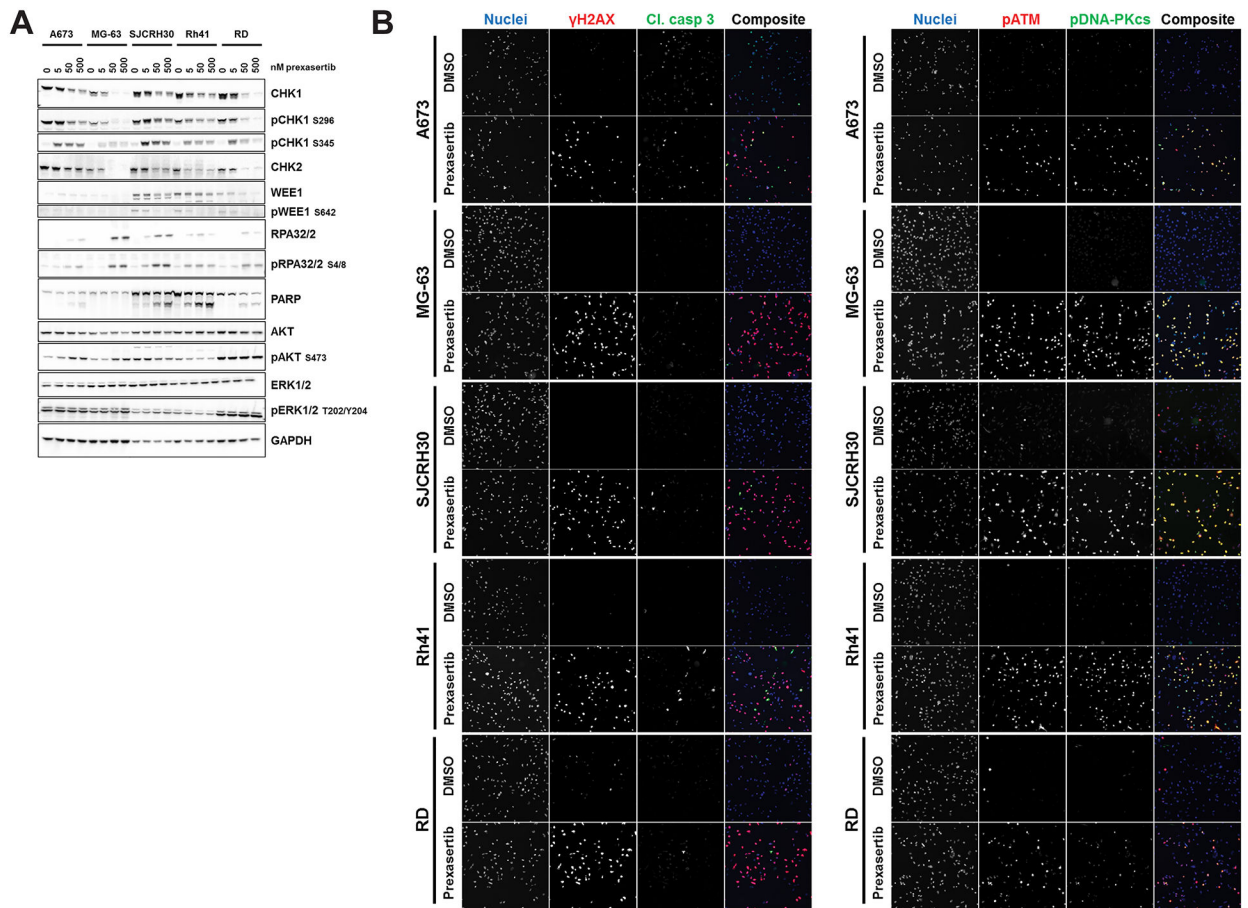 A
A673 MG-63 SJCRH30 Rh41 RD
0 5 50 500 0 5 50 500 0 5 50 500 0 5 50 500 0 5 50 500 nM prexasertib
CHK1
pCHK1 S296
pCHK1 S345
CHK2
WEE1
pWEE1 S642
RPA32/2
pRPA32/2 S4/8
PARP
AKT
pAKT S473
ERK1/2
pERK1/2 T202/Y204
GAPDH
B
Nuclei γH2AX Cl. casp 3 Composite
A673
DMSO
Prexasertib
MG-63
DMSO
Prexasertib
SJCRH30
DMSO
Prexasertib
Rh41
DMSO
Prexasertib
RD
DMSO
Prexasertib
Nuclei pATM pDNA-PKcs Composite
A673
DMSO
Prexasertib
MG-63
DMSO
Prexasertib
SJCRH30
DMSO
Prexasertib
Rh41
DMSO
Prexasertib
RD
DMSO
Prexasertib